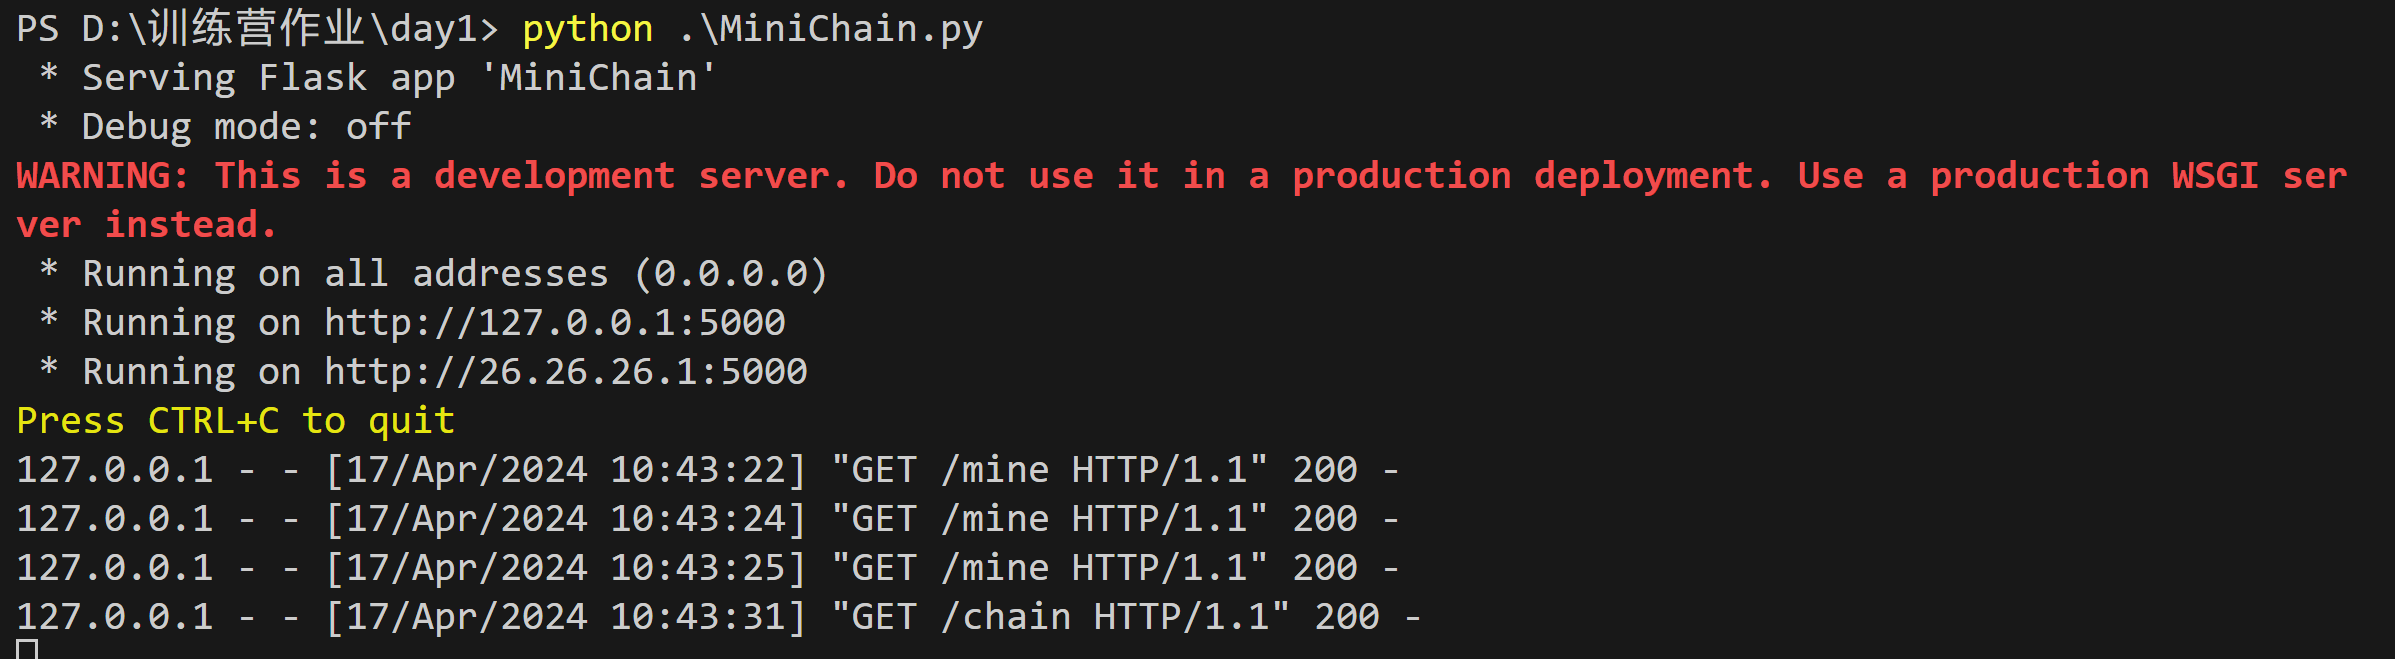 PS D:\训练营作业\day1> python .\MiniChain.py
 * Serving Flask app 'MiniChain'
 * Debug mode: off
WARNING: This is a development server. Do not use it in a production deployment. Use a production WSGI ser
ver instead.
 * Running on all addresses (0.0.0.0)
 * Running on http://127.0.0.1:5000
 * Running on http://26.26.26.1:5000
Press CTRL+C to quit
127.0.0.1 - - [17/Apr/2024 10:43:22] "GET /mine HTTP/1.1" 200 -
127.0.0.1 - - [17/Apr/2024 10:43:24] "GET /mine HTTP/1.1" 200 -
127.0.0.1 - - [17/Apr/2024 10:43:25] "GET /mine HTTP/1.1" 200 -
127.0.0.1 - - [17/Apr/2024 10:43:31] "GET /chain HTTP/1.1" 200 -